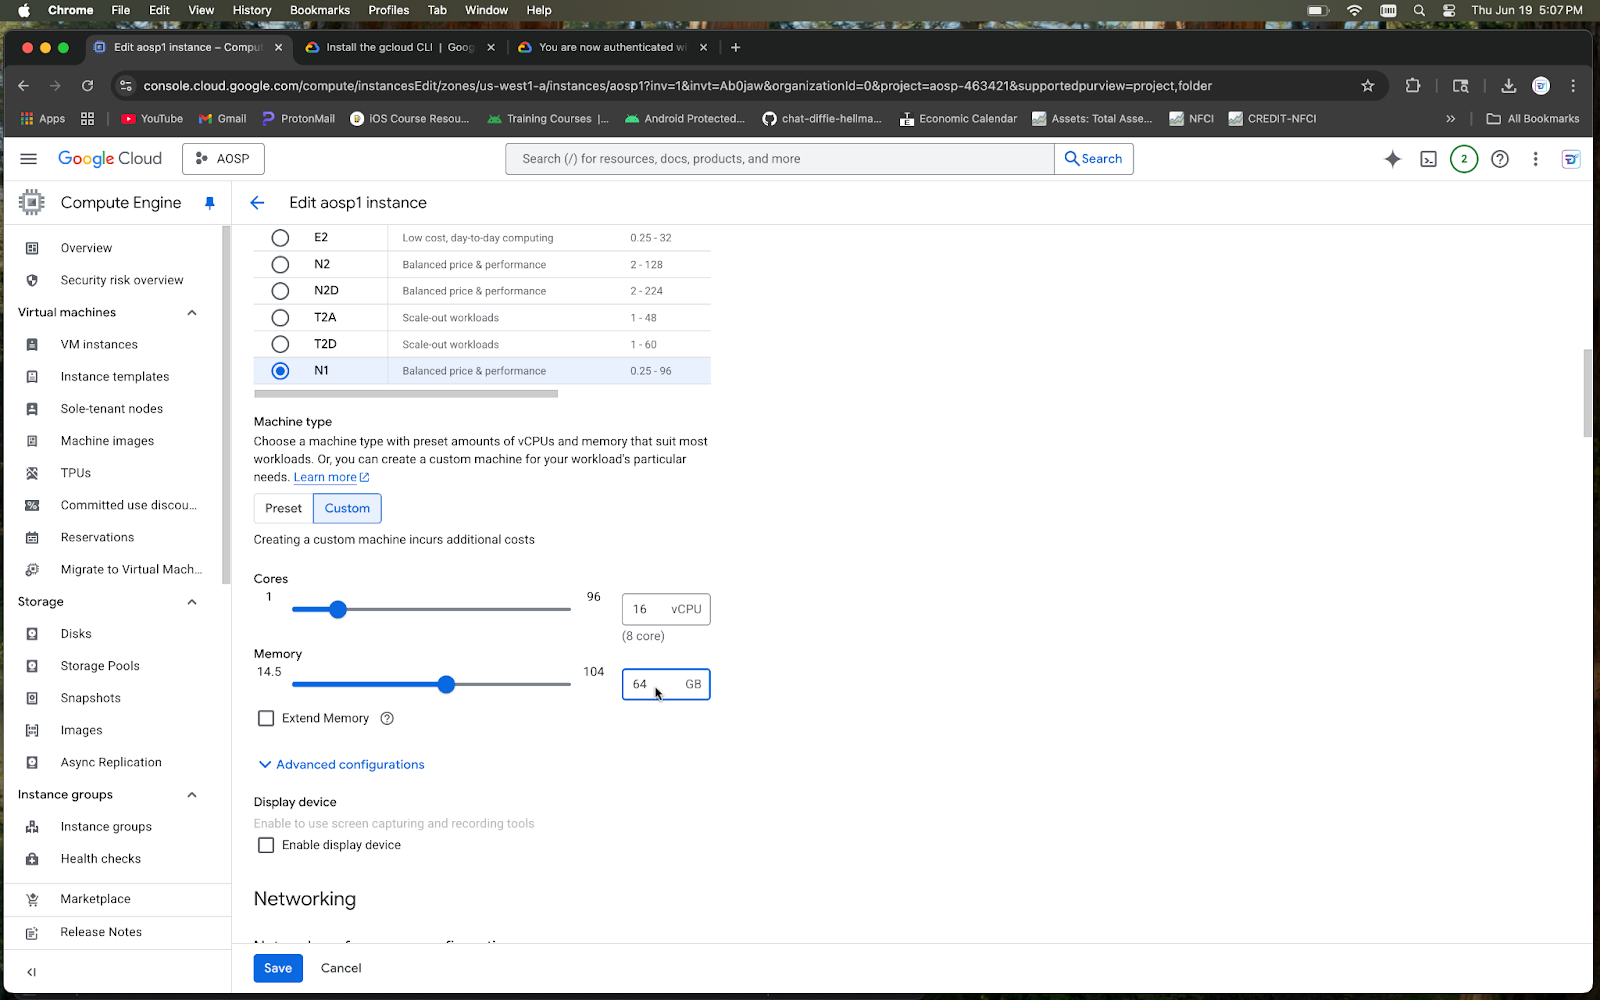 Chrome File Edit View History Bookmarks Profiles Tab Window Help Thu Jun 19 5:07 PM
Edit aosp1 instance – Comput
Install the gcloud CLI | Goog
You are now authenticated wi
console.cloud.google.com/compute/instancesEdit/zones/us-west1-a/instances/aosp1?inv=1&invt=Ab0jaw&organizationId=0&project=aosp-463421&supportedpurview=project,folder
Apps YouTube Gmail ProtonMail iOS Course Resou... Training Courses |... Android Protected... chat-diffie-hellma... Economic Calendar Assets: Total Asse... NFCI CREDIT-NFCI » All Bookmarks
Google Cloud
AOSP
Search (/) for resources, docs, products, and more
Search
2
Compute Engine
Edit aosp1 instance
Overview
Security risk overview
Virtual machines
VM instances
Instance templates
Sole-tenant nodes
Machine images
TPUs
Committed use discou...
Reservations
Migrate to Virtual Mach...
Storage
Disks
Storage Pools
Snapshots
Images
Async Replication
Instance groups
Instance groups
Health checks
Marketplace
Release Notes
E2 Low cost, day-to-day computing 0.25 - 32
N2 Balanced price & performance 2 - 128
N2D Balanced price & performance 2 - 224
T2A Scale-out workloads 1 - 48
T2D Scale-out workloads 1 - 60
N1 Balanced price & performance 0.25 - 96
Machine type
Choose a machine type with preset amounts of vCPUs and memory that suit most
workloads. Or, you can create a custom machine for your workload's particular
needs. Learn more
Preset Custom
Creating a custom machine incurs additional costs
Cores
1 96
16 vCPU
(8 core)
Memory
14.5 104
64 GB
Extend Memory
Advanced configurations
Display device
Enable to use screen capturing and recording tools
Enable display device
Networking
Save Cancel